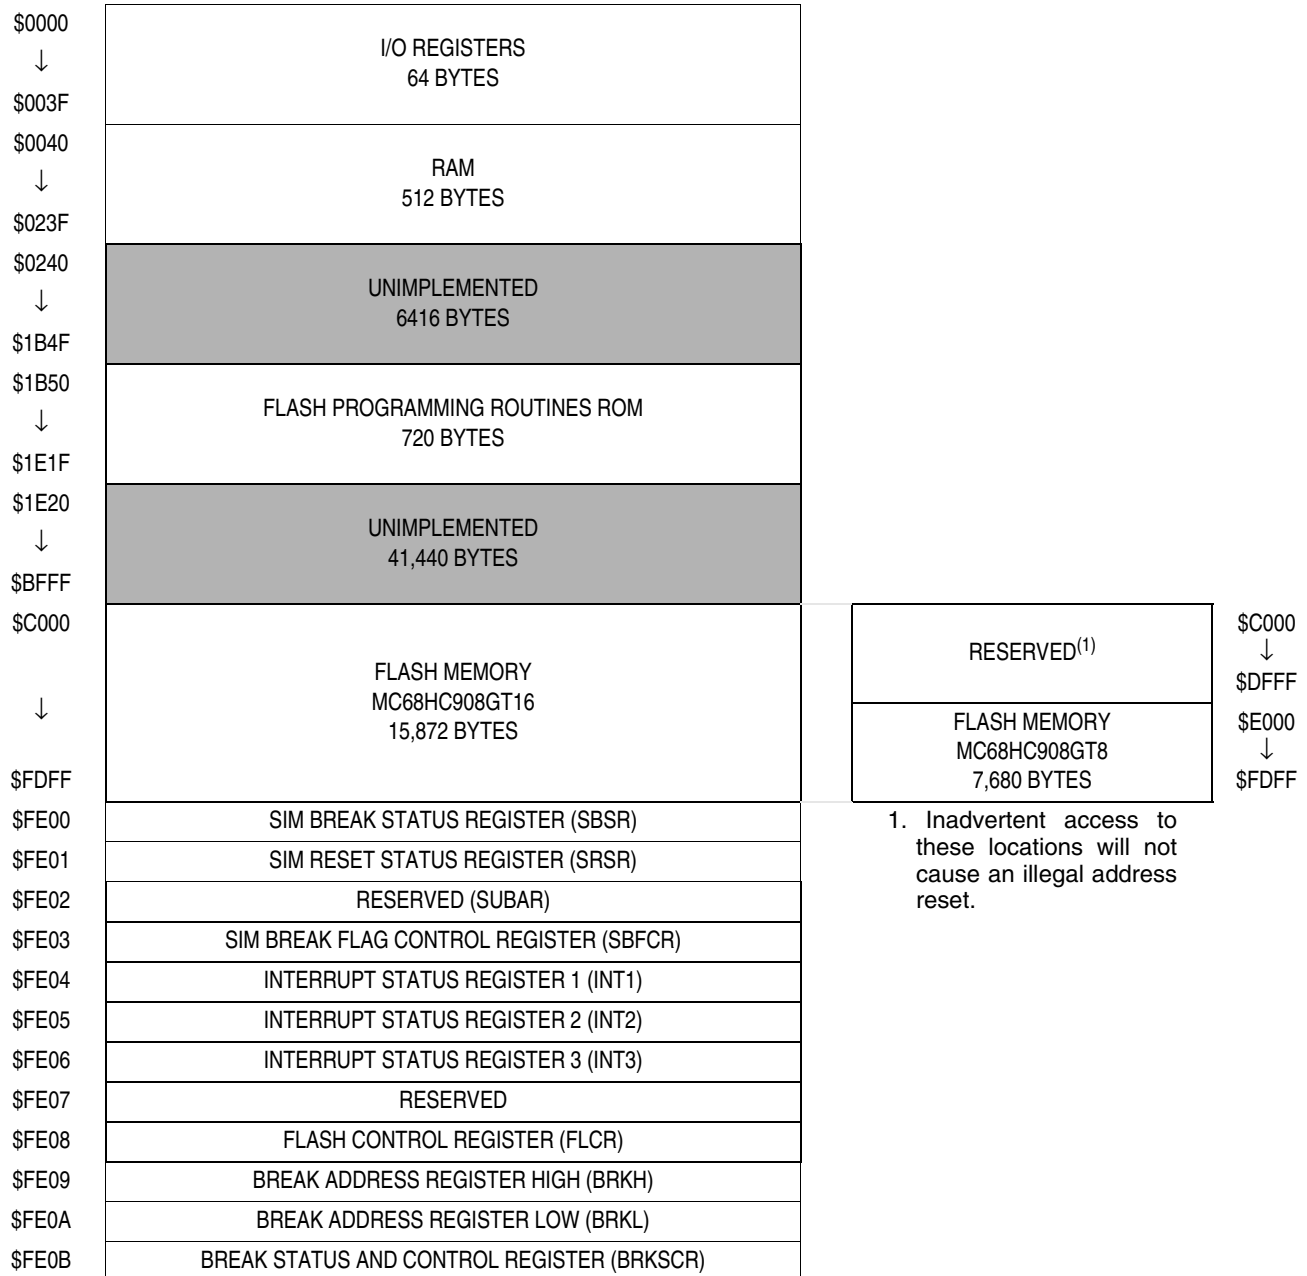 $0000
↓
$003F
I/O REGISTERS
64 BYTES
$0040
↓
$023F
RAM
512 BYTES
$0240
↓
$1B4F
UNIMPLEMENTED
6416 BYTES
$1B50
↓
$1E1F
FLASH PROGRAMMING ROUTINES ROM
720 BYTES
$1E20
↓
$BFFF
UNIMPLEMENTED
41,440 BYTES
$C000
↓
$FDFF
FLASH MEMORY
MC68HC908GT16
15,872 BYTES
RESERVED(1)
$C000
↓
$DFFF
FLASH MEMORY
MC68HC908GT8
7,680 BYTES
$E000
↓
$FDFF
$FE00 SIM BREAK STATUS REGISTER (SBSR)
$FE01 SIM RESET STATUS REGISTER (SRSR)
$FE02 RESERVED (SUBAR)
$FE03 SIM BREAK FLAG CONTROL REGISTER (SBFCR)
$FE04 INTERRUPT STATUS REGISTER 1 (INT1)
$FE05 INTERRUPT STATUS REGISTER 2 (INT2)
$FE06 INTERRUPT STATUS REGISTER 3 (INT3)
$FE07 RESERVED
$FE08 FLASH CONTROL REGISTER (FLCR)
$FE09 BREAK ADDRESS REGISTER HIGH (BRKH)
$FE0A BREAK ADDRESS REGISTER LOW (BRKL)
$FE0B BREAK STATUS AND CONTROL REGISTER (BRKSCR)
1. Inadvertent access to
these locations will not
cause an illegal address
reset.